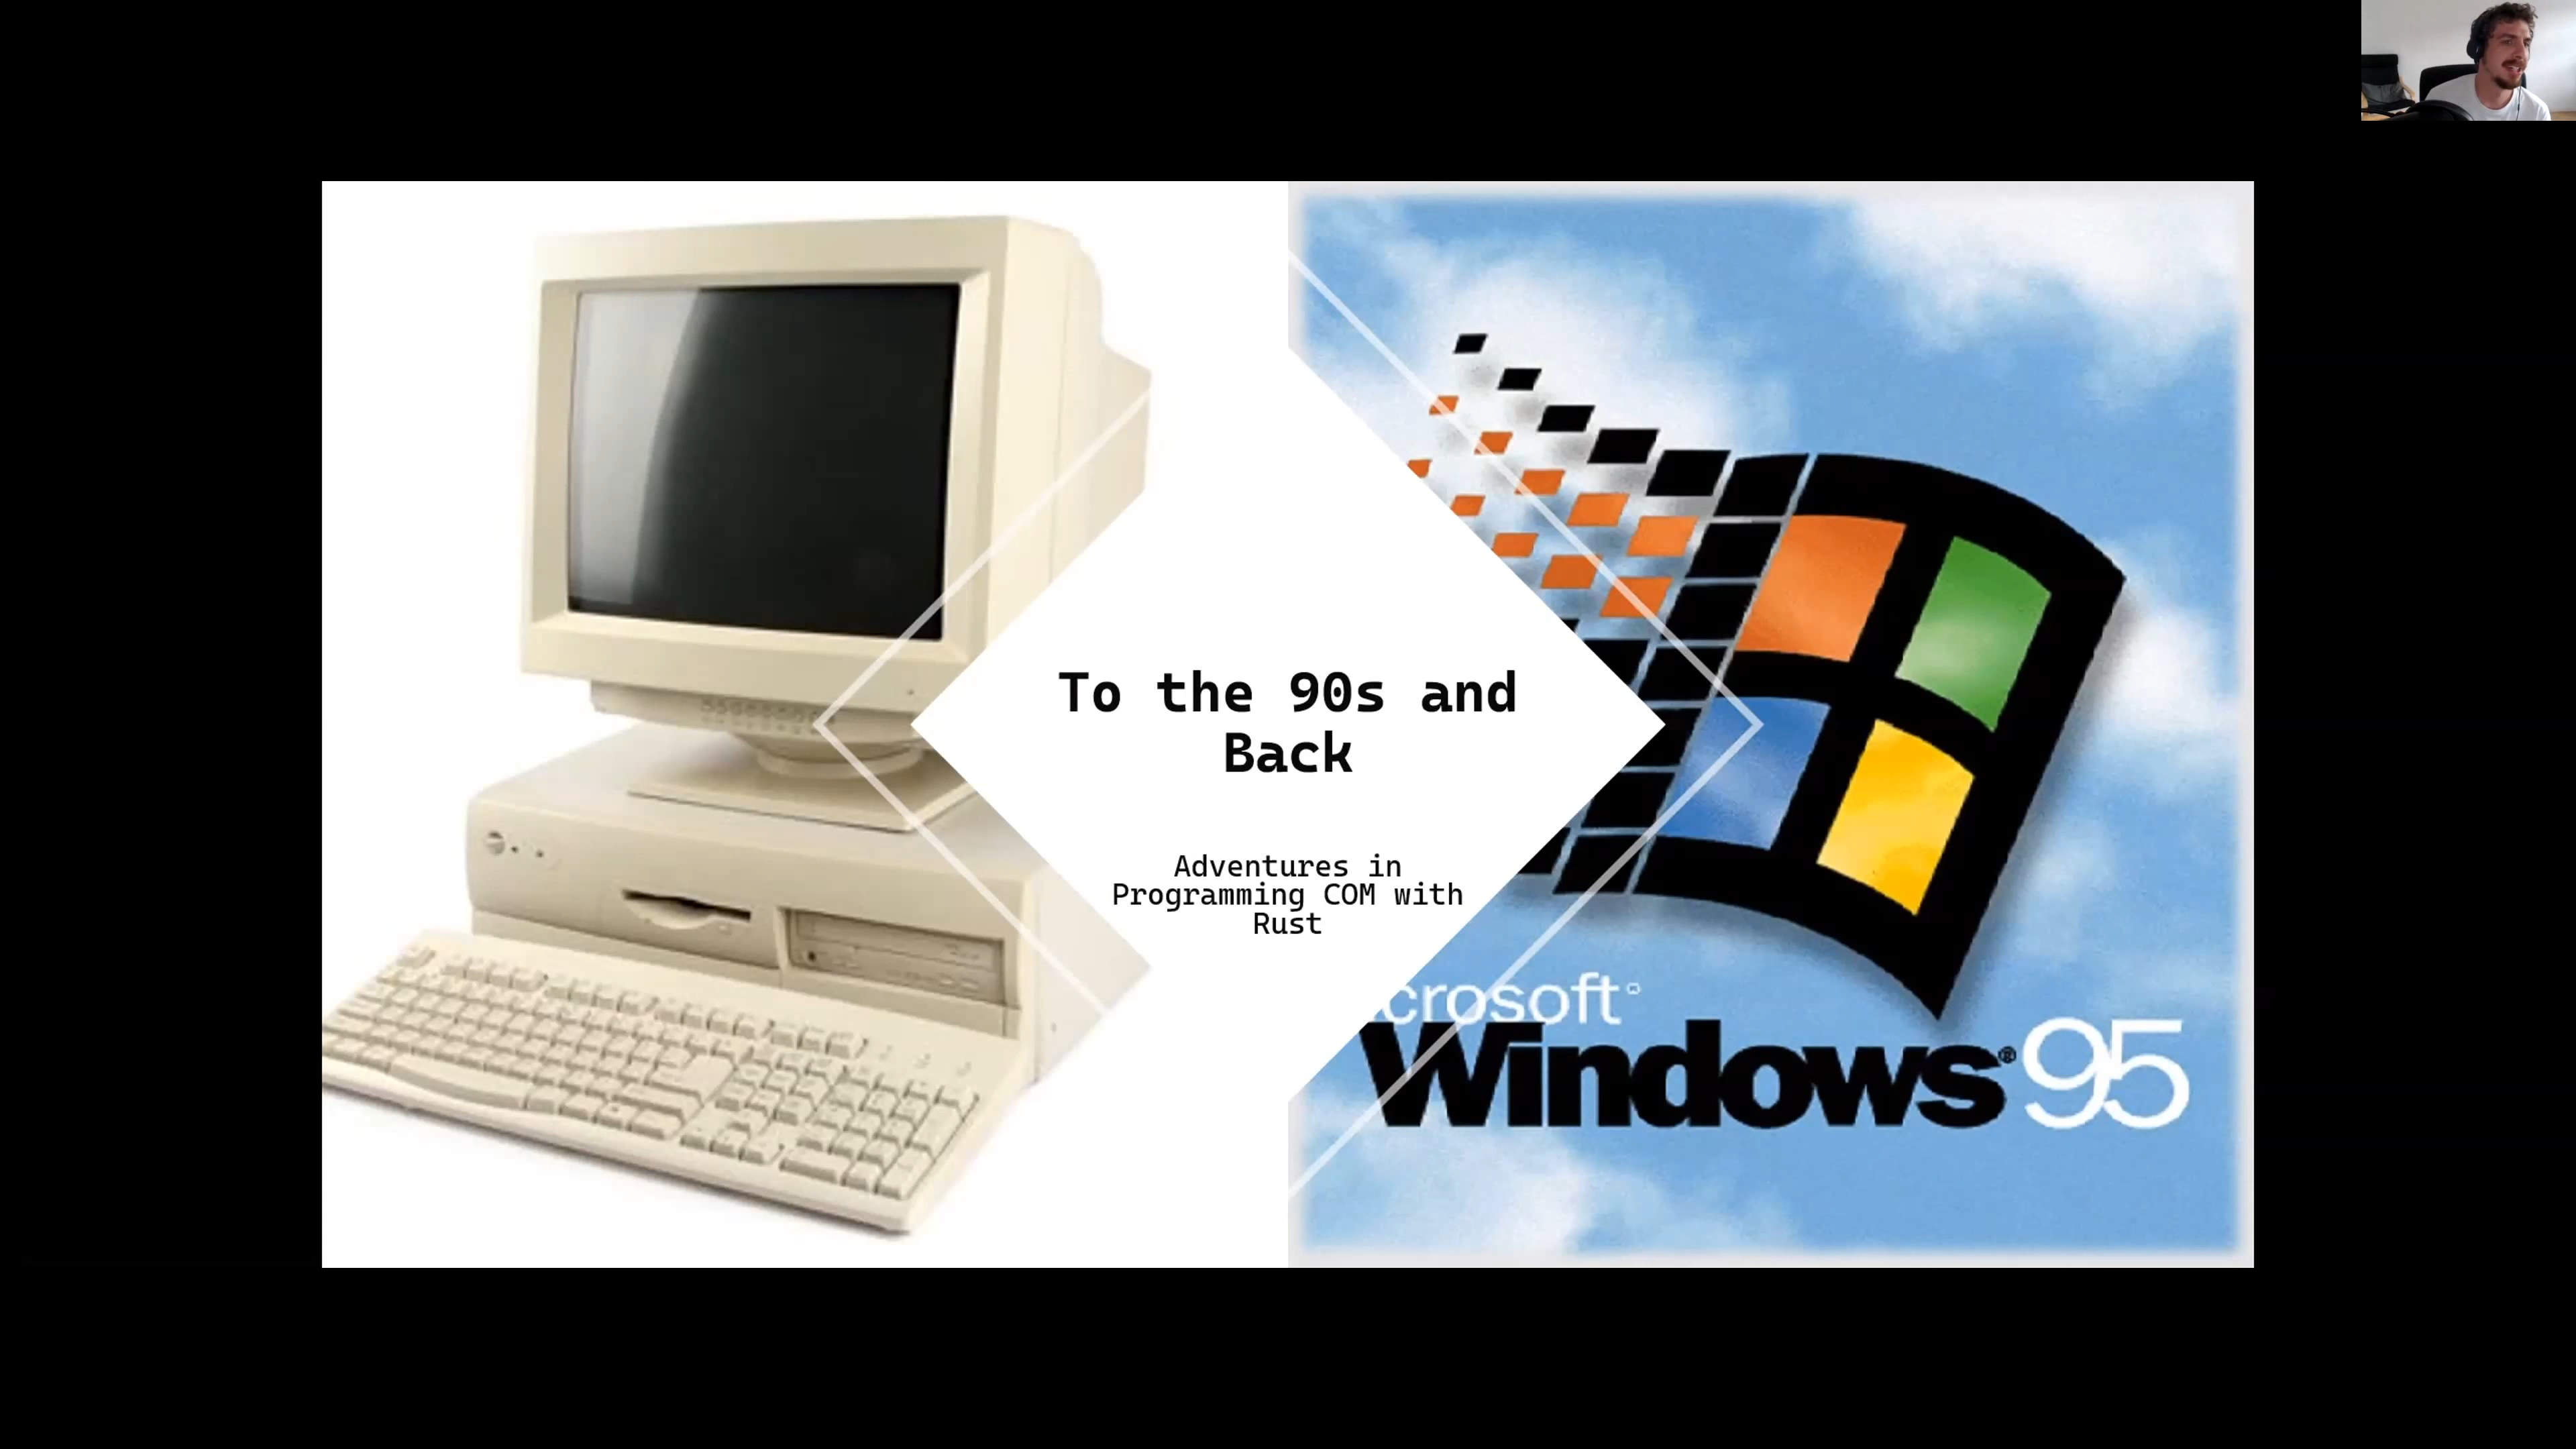 To the 90s and
Back
Adventures in
Programming COM with
Rust
crosoft
Windows® 95